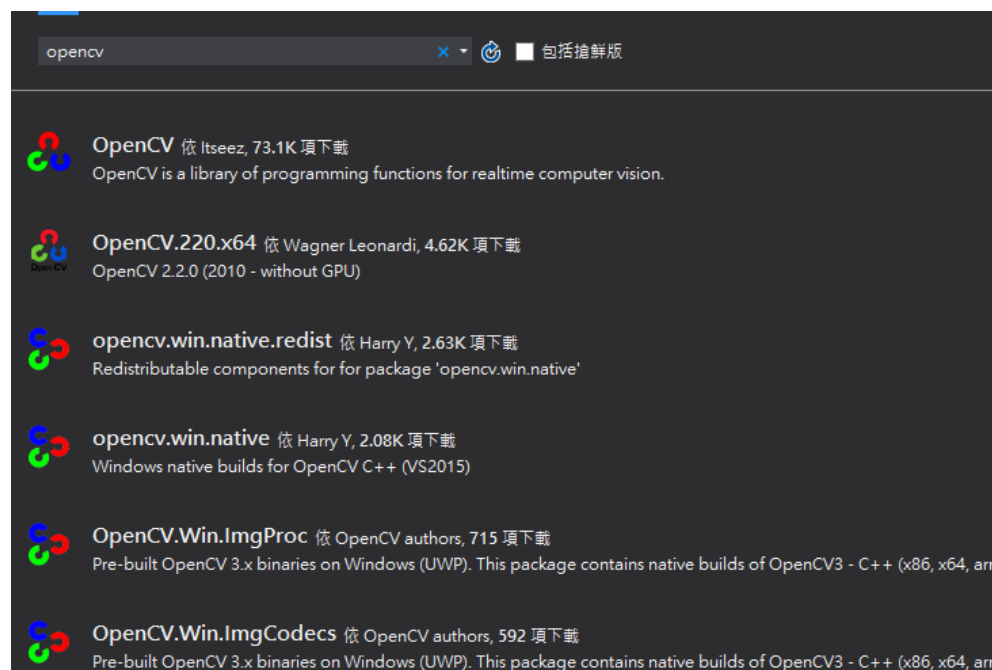 opencv
包括搶鮮版
OpenCV 依 Itseez, 73.1K 項下載
OpenCV is a library of programming functions for realtime computer vision.
OpenCV.220.x64 依 Wagner Leonardi, 4.62K 項下載
OpenCV 2.2.0 (2010 - without GPU)
Open CV
opencv.win.native.redist 依 Harry Y, 2.63K 項下載
Redistributable components for for package 'opencv.win.native'
opencv.win.native 依 Harry Y, 2.08K 項下載
Windows native builds for OpenCV C++ (VS2015)
OpenCV.Win.ImgProc 依 OpenCV authors, 715 項下載
Pre-built OpenCV 3.x binaries on Windows (UWP). This package contains native builds of OpenCV3 - C++ (x86, x64, arm
OpenCV.Win.ImgCodecs 依 OpenCV authors, 592 項下載
Pre-built OpenCV 3.x binaries on Windows (UWP). This package contains native builds of OpenCV3 - C++ (x86, x64, arm